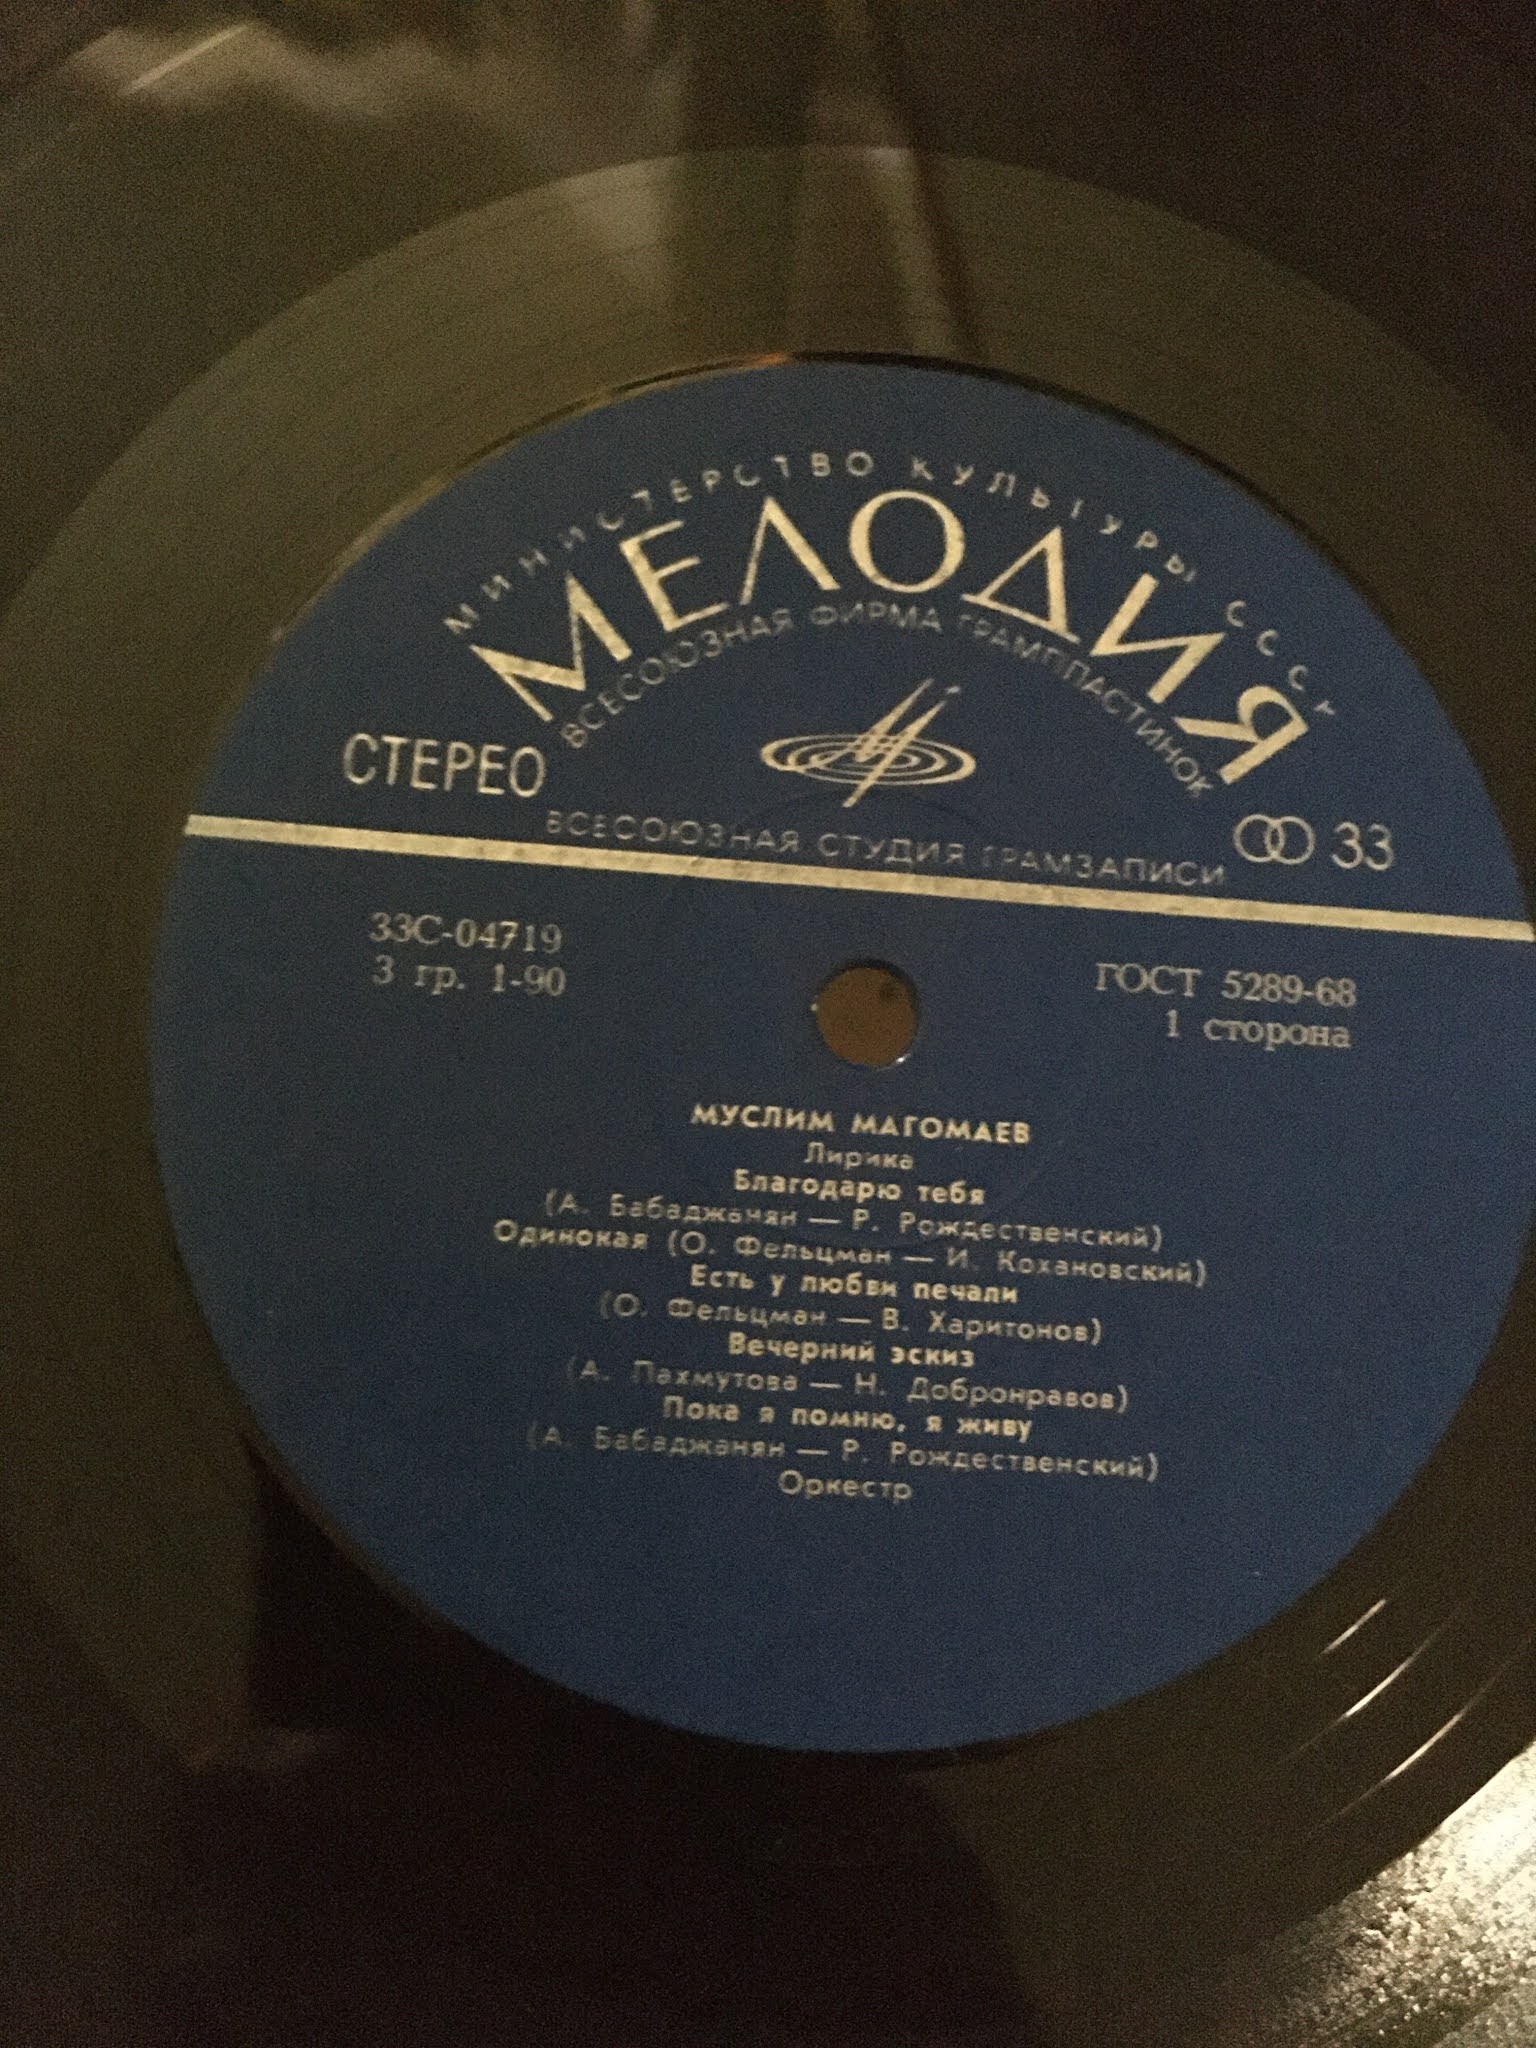 МИНИСТЕРСТВО КУЛЬТУРЫ СССР
МЕЛОДИЯ
ВСЕСОЮЗНАЯ ФИРМА ГРАМПЛАСТИНОК
СТЕРЕО
33
ВСЕСОЮЗНАЯ СТУДИЯ ГРАМЗАПИСИ
33С-04719
3 гр. 1-90
ГОСТ 5289-68
1 сторона
МУСЛИМ МАГОМАЕВ
Лирика
Благодарю тебя
(А. Бабаджанян — Р. Рождественский)
Одинокая (О. Фельцман — И. Кохановский)
Есть у любви печали
(О. Фельцман — В. Харитонов)
Вечерний эскиз
(А. Пахмутова — Н. Добронравов)
Пока я помню, я живу
(А. Бабаджанян — Р. Рождественский)
Оркестр